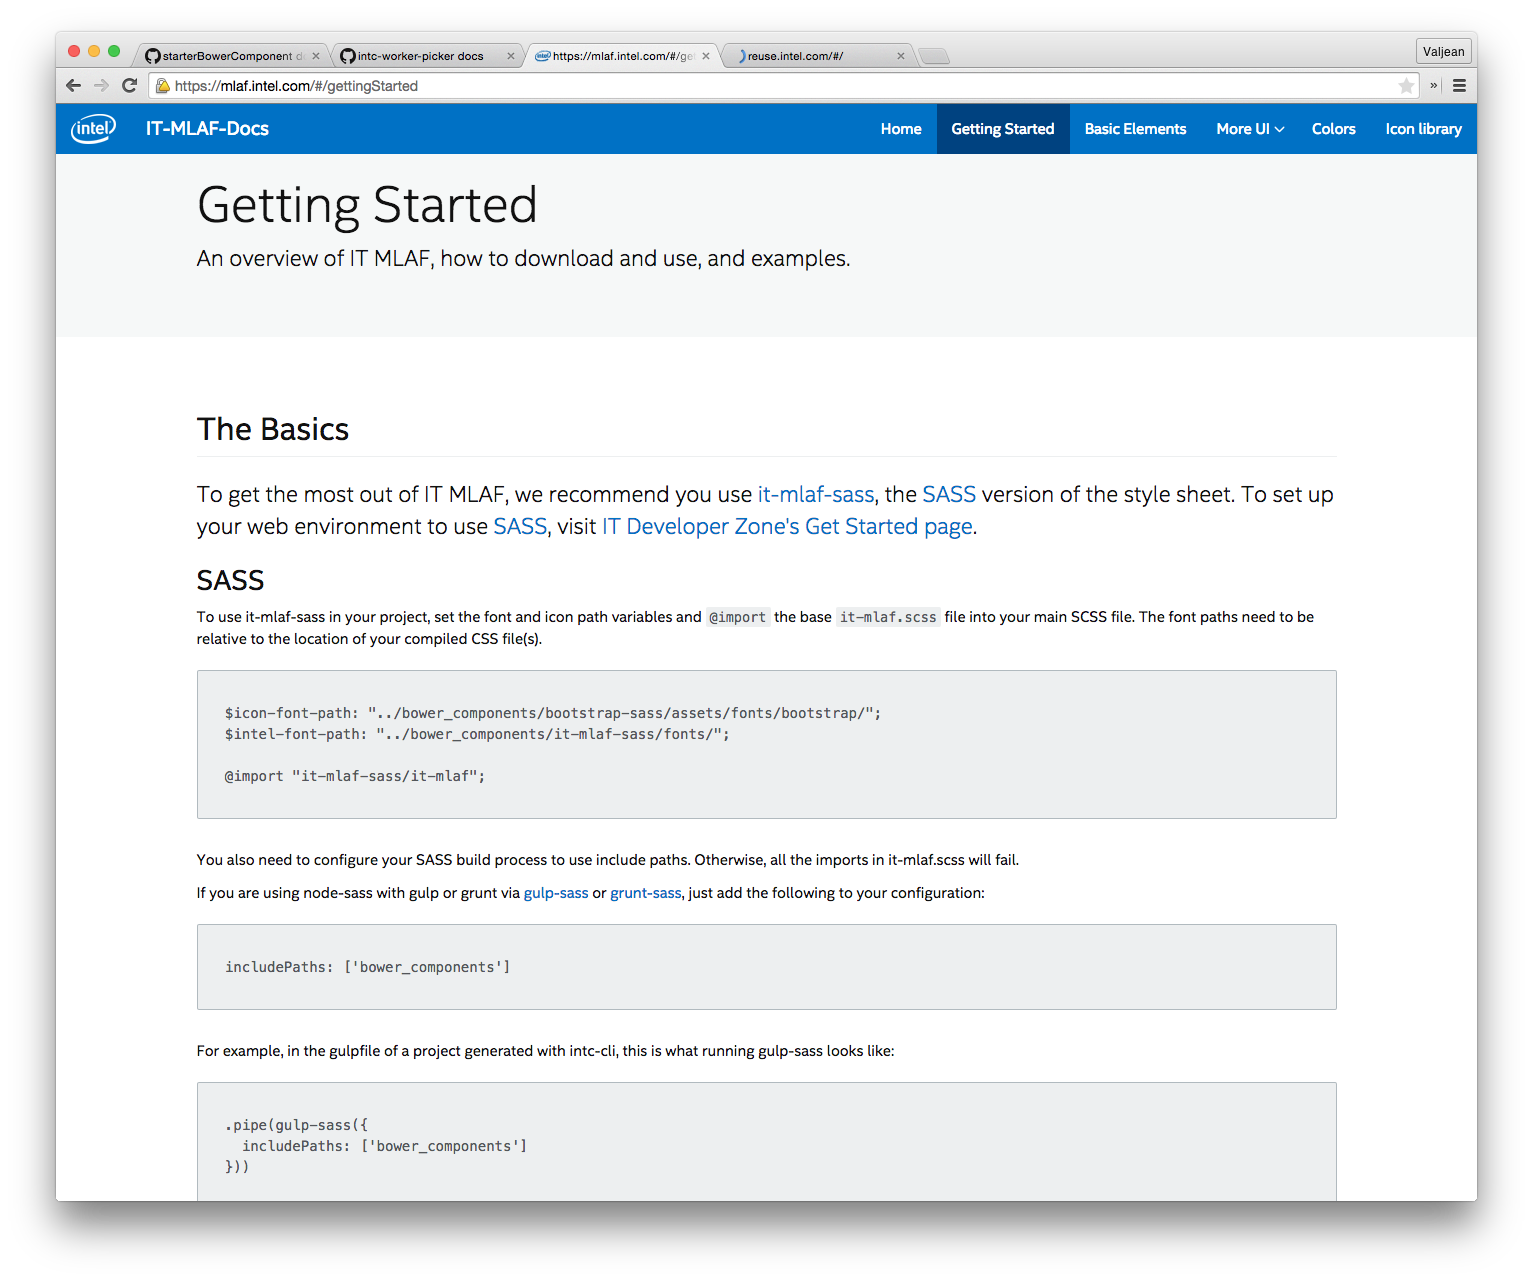 starterBowerComponent d
intc-worker-picker docs
https://mlaf.intel.com/#/ge
reuse.intel.com/#/
Valjean
https://mlaf.intel.com/#/gettingStarted
»
intel
IT-MLAF-Docs
Home
Getting Started
Basic Elements
More UI
Colors
Icon library
Getting Started
An overview of IT MLAF, how to download and use, and examples.
The Basics
To get the most out of IT MLAF, we recommend you use it-mlaf-sass, the SASS version of the style sheet. To set up
your web environment to use SASS, visit IT Developer Zone's Get Started page.
SASS
To use it-mlaf-sass in your project, set the font and icon path variables and @import the base it-mlaf.scss file into your main SCSS file. The font paths need to be
relative to the location of your compiled CSS file(s).
$icon-font-path: "../bower_components/bootstrap-sass/assets/fonts/bootstrap/";
$intel-font-path: "../bower_components/it-mlaf-sass/fonts/";
@import "it-mlaf-sass/it-mlaf";
You also need to configure your SASS build process to use include paths. Otherwise, all the imports in it-mlaf.scss will fail.
If you are using node-sass with gulp or grunt via gulp-sass or grunt-sass, just add the following to your configuration:
includePaths: ['bower_components']
For example, in the gulpfile of a project generated with intc-cli, this is what running gulp-sass looks like:
.pipe(gulp-sass({
includePaths: ['bower_components']
}))